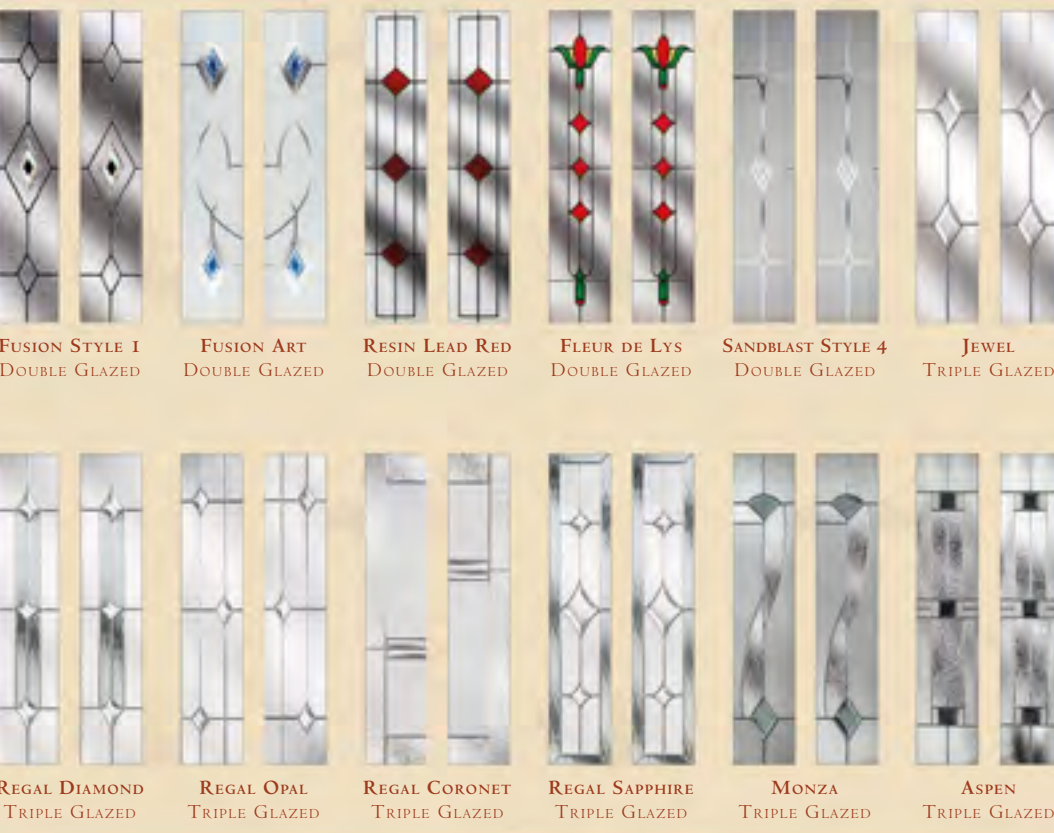 Fusion Style 1
Double Glazed
Fusion Art
Double Glazed
Resin Lead Red
Double Glazed
Fleur de Lys
Double Glazed
Sandblast Style 4
Double Glazed
Jewel
Triple Glazed
Regal Diamond
Triple Glazed
Regal Opal
Triple Glazed
Regal Coronet
Triple Glazed
Regal Sapphire
Triple Glazed
Monza
Triple Glazed
Aspen
Triple Glazed